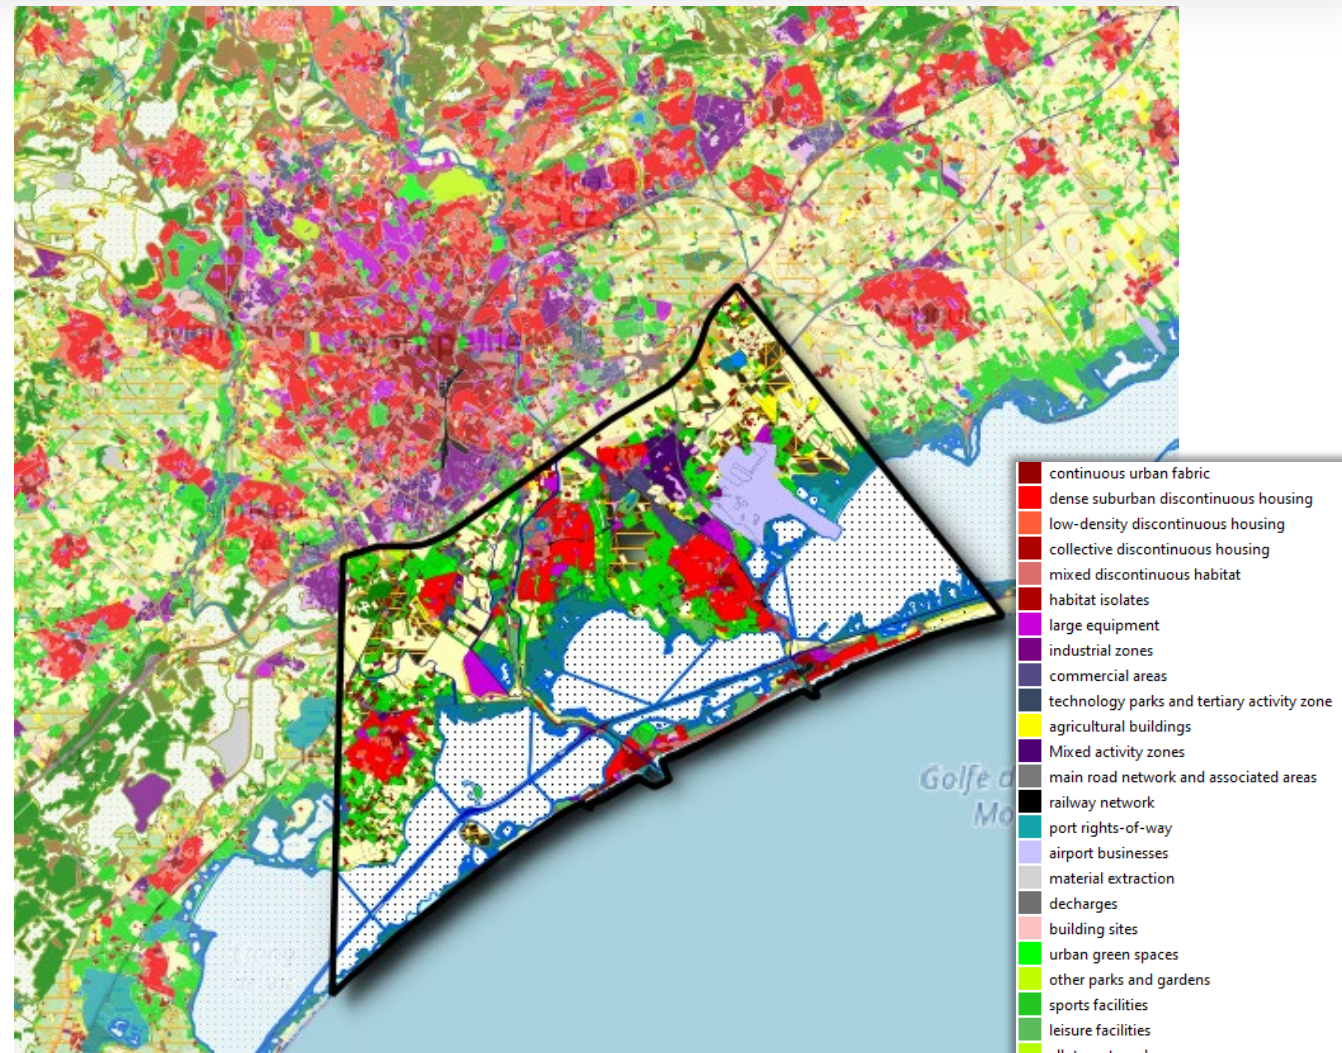 Montpellier
Golfe d
Mo
continuous urban fabric
dense suburban discontinuous housing
low-density discontinuous housing
collective discontinuous housing
mixed discontinuous habitat
habitat isolates
large equipment
industrial zones
commercial areas
technology parks and tertiary activity zone
agricultural buildings
Mixed activity zones
main road network and associated areas
railway network
port rights-of-way
airport businesses
material extraction
decharges
building sites
urban green spaces
other parks and gardens
sports facilities
leisure facilities